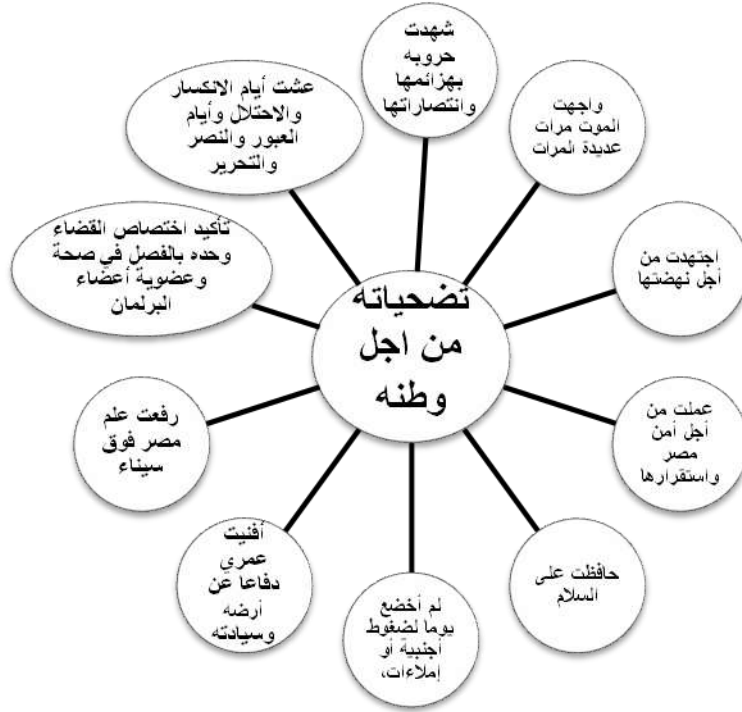 شهدت
حروبه
بهزائمها
وانتصاراتها
واجهت
الموت مرات
عديدة المرات
اجتهدت من
أجل نهضتها
عملت من
أجل أمن
مصر
واستقرارها
حافظت على
السلام
لم أخضع
يوما لضغوط
أجنبية أو
إملاءات،
أفنيت
عمري
دفاعا عن
أرضه
وسيادته
رفعت علم
مصر فوق
سيناء
تأكيد اختصاص القضاء
وحده بالفصل في صحة
وعضوية أعضاء
البرلمان
عشت أيام الانكسار
والاحتلال وأيام
العبور والنصر
والتحرير
تضحياته
من اجل
وطنه